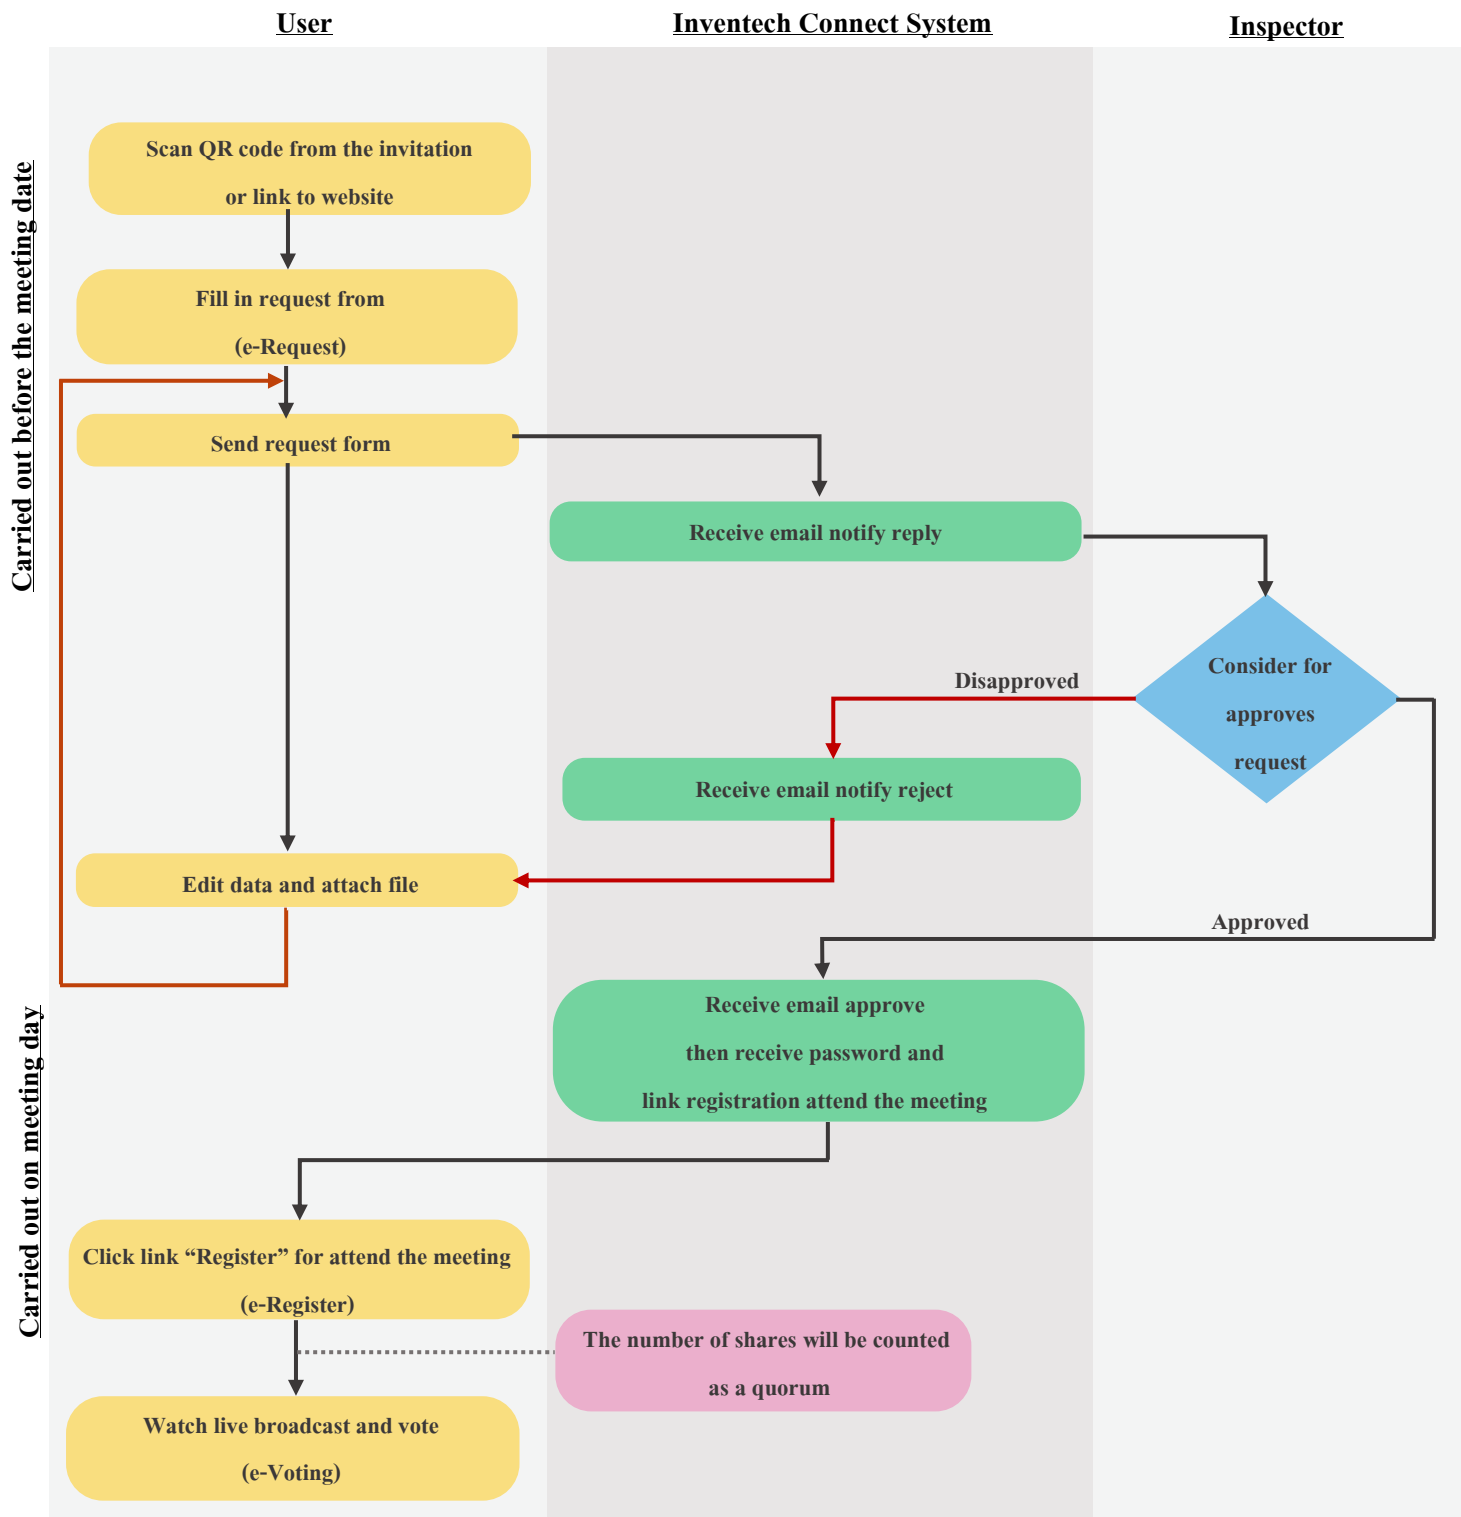 User
Inventech Connect System
Inspector
Carried out before the meeting date
Scan QR code from the invitation
or link to website
Fill in request from
(e-Request)
Send request form
Receive email notify reply
Consider for
approves
request
Disapproved
Receive email notify reject
Edit data and attach file
Approved
Carried out on meeting day
Receive email approve
then receive password and
link registration attend the meeting
Click link “Register” for attend the meeting
(e-Register)
The number of shares will be counted
as a quorum
Watch live broadcast and vote
(e-Voting)